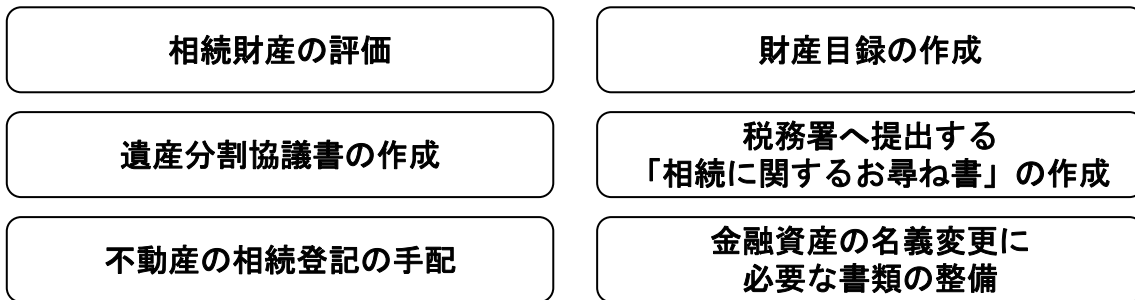 相続財産の評価
財産目録の作成
遺産分割協議書の作成
税務署へ提出する
「相続に関するお尋ね書」の作成
不動産の相続登記の手配
金融資産の名義変更に
必要な書類の整備